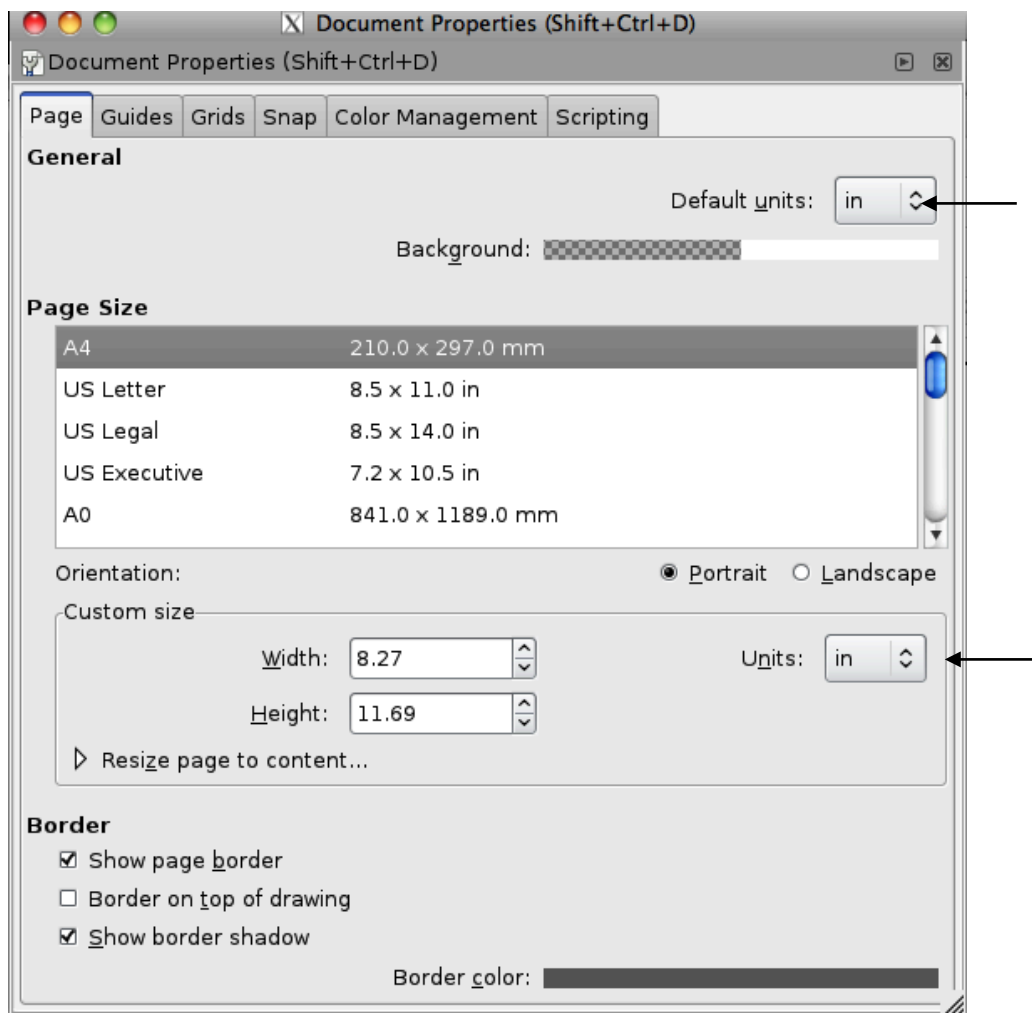 Document Properties (Shift+Ctrl+D)
Document Properties (Shift+Ctrl+D)
Page Guides Grids Snap Color Management Scripting
General
Default units: in
Background:
Page Size
A4 210.0 x 297.0 mm
US Letter 8.5 x 11.0 in
US Legal 8.5 x 14.0 in
US Executive 7.2 x 10.5 in
A0 841.0 x 1189.0 mm
Orientation: Portrait Landscape
Custom size
Width: 8.27 Units: in
Height: 11.69
Resize page to content...
Border
Show page border
Border on top of drawing
Show border shadow
Border color: